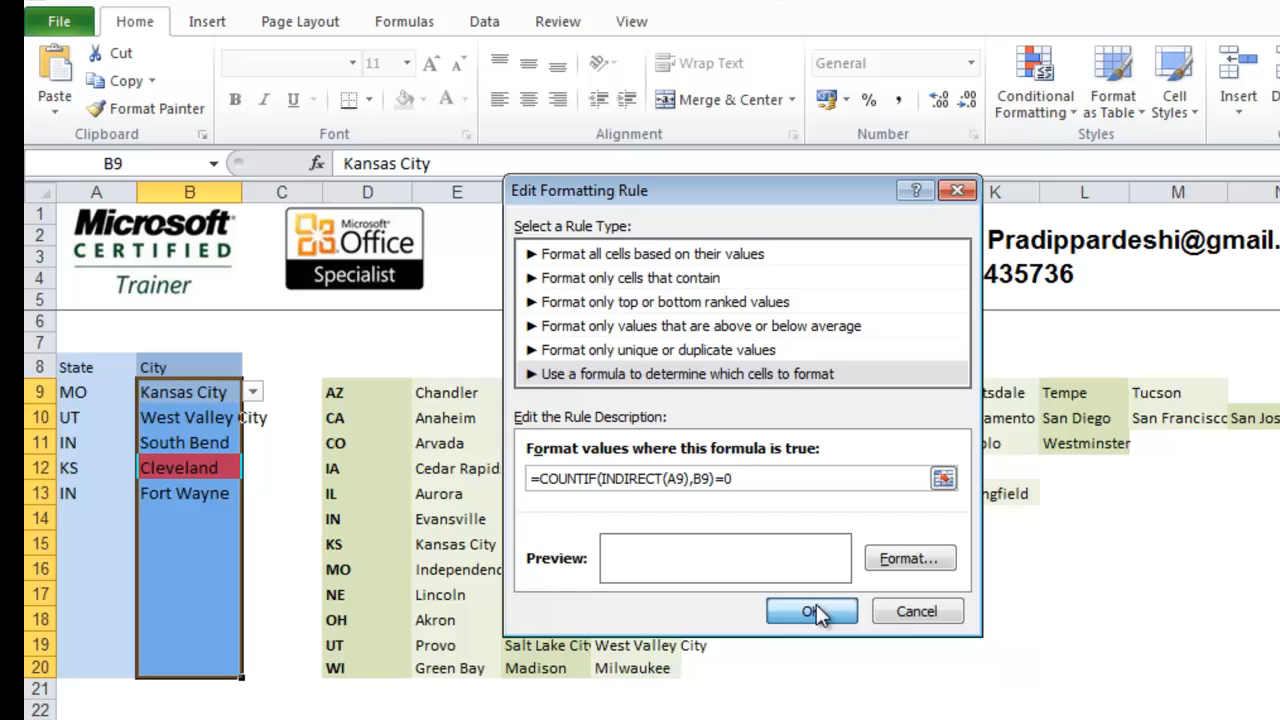 File Home Insert Page Layout Formulas Data Review View
Cut
Copy
Format Painter
Paste
11
Wrap Text
Merge & Center
General
Conditional Formatting
Format as Table
Cell Styles
Insert
Clipboard Font Alignment Number Styles
B9 fx Kansas City
A B C D E K L M N
Edit Formatting Rule
Select a Rule Type:
► Format all cells based on their values
► Format only cells that contain
► Format only top or bottom ranked values
► Format only values that are above or below average
► Format only unique or duplicate values
► Use a formula to determine which cells to format
Edit the Rule Description:
Format values where this formula is true:
=COUNTIF(INDIRECT(A9),B9)=0
Preview:
Format...
OK Cancel
1 Microsoft
2 CERTIFIED
3 Trainer
4
5
Microsoft
Office
Specialist
Pradippardeshi@gmail.
435736
6
7
8 State City
9 MO Kansas City AZ Chandler tsdale Tempe Tucson
10 UT West Valley City CA Anaheim amento San Diego San Francisco San Jos
11 IN South Bend CO Arvada lo Westminster
12 KS Cleveland IA Cedar Rapids
13 IN Fort Wayne IL Aurora ngfield
14 IN Evansville
15 KS Kansas City
16 MO Independenc
17 NE Lincoln
18 OH Akron
19 UT Provo Salt Lake City West Valley City
20 WI Green Bay Madison Milwaukee
21
22